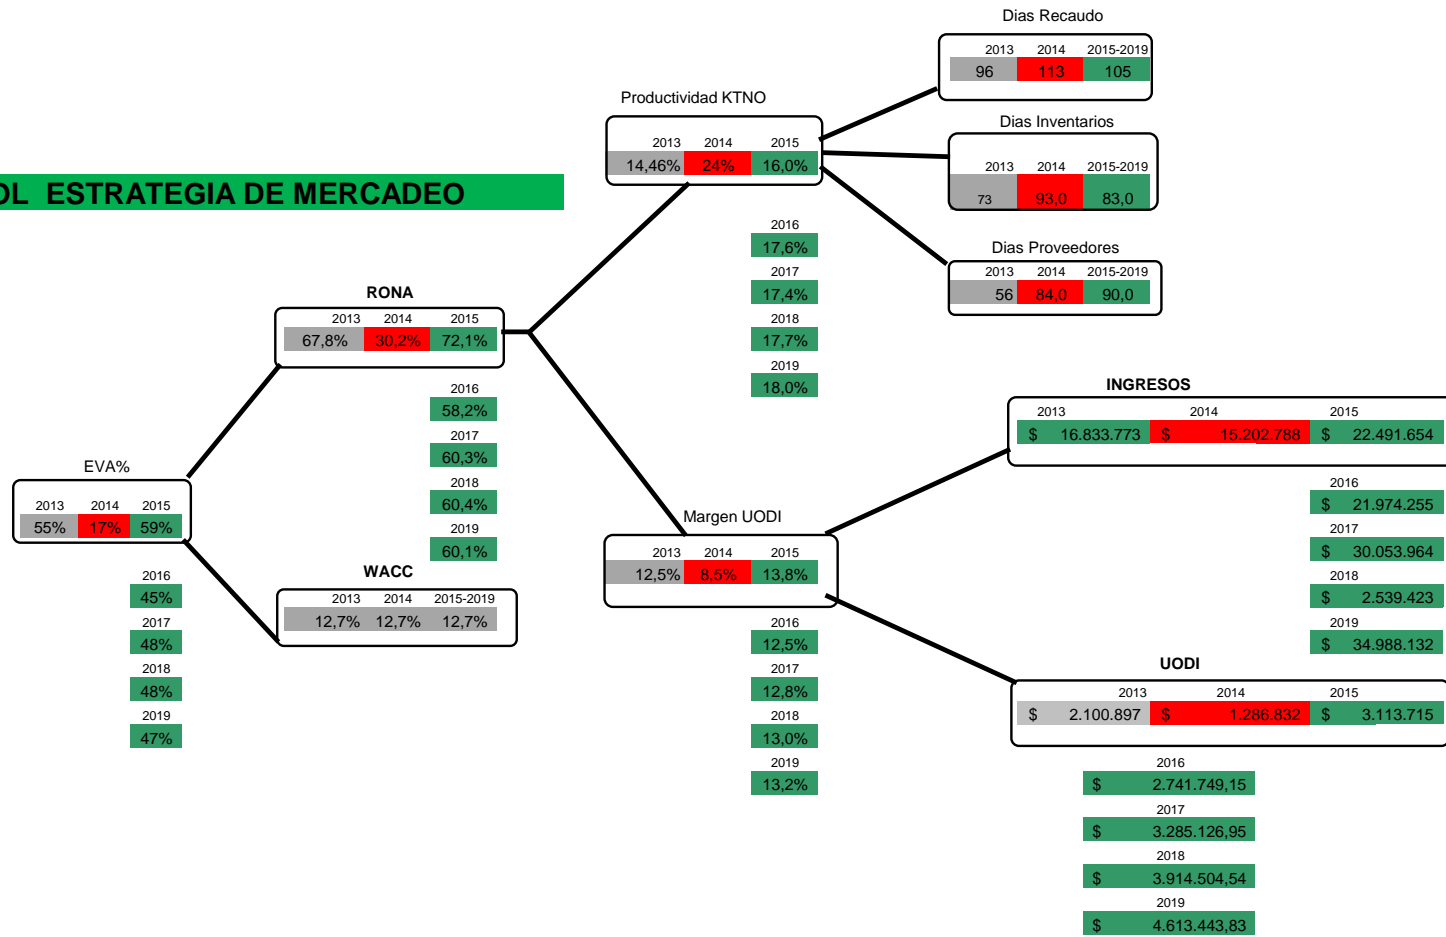 Dias Recaudo
2013 2014 2015-2019
96 113 105
Productividad KTNO
2013 2014 2015
14,46% 24% 16,0%
2016
17,6%
2017
17,4%
2018
17,7%
2019
18,0%
Dias Inventarios
2013 2014 2015-2019
73 93,0 83,0
Dias Proveedores
2013 2014 2015-2019
56 84,0 90,0
OL ESTRATEGIA DE MERCADEO
RONA
2013 2014 2015
67,8% 30,2% 72,1%
2016
58,2%
2017
60,3%
2018
60,4%
2019
60,1%
EVA%
2013 2014 2015
55% 17% 59%
2016
45%
2017
48%
2018
48%
2019
47%
WACC
2013 2014 2015-2019
12,7% 12,7% 12,7%
Margen UODI
2013 2014 2015
12,5% 8,5% 13,8%
2016
12,5%
2017
12,8%
2018
13,0%
2019
13,2%
INGRESOS
2013 2014 2015
$ 16.833.773 $ 15.202.788 $ 22.491.654
2016
$ 21.974.255
2017
$ 30.053.964
2018
$ 2.539.423
2019
$ 34.988.132
UODI
2013 2014 2015
$ 2.100.897 $ 1.286.832 $ 3.113.715
2016
$ 2.741.749,15
2017
$ 3.285.126,95
2018
$ 3.914.504,54
2019
$ 4.613.443,83